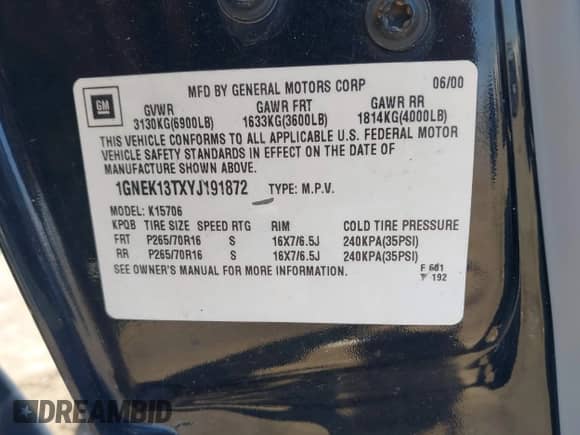 MFD BY GENERAL MOTORS CORP 06/00
GM
GVWR GAWR FRT GAWR RR
3130KG(6900LB) 1633KG(3600LB) 1814KG(4000LB)
THIS VEHICLE CONFORMS TO ALL APPLICABLE U.S. FEDERAL MOTOR
VEHICLE SAFETY STANDARDS IN EFFECT ON THE DATE OF
MANUFACTURE SHOWN ABOVE.
1GNEK13TXYJ191872 TYPE: M.P.V.
MODEL: K15706
KPQB TIRE SIZE SPEED RTG RIM COLD TIRE PRESSURE
FRT P265/70R16 S 16X7/6.5J 240KPA(35PSI)
RR P265/70R16 S 16X7/6.5J 240KPA(35PSI)
SEE OWNER'S MANUAL FOR MORE INFORMATION.
F 601
192
DREAMBID